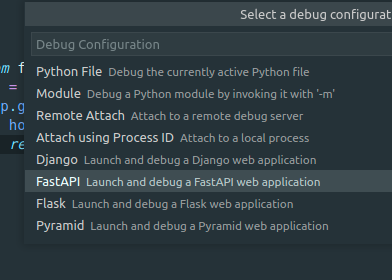 Select a debug configurat
Debug Configuration
Python File Debug the currently active Python file
m f
Module Debug a Python module by invoking it with '-m'
=
Remote Attach Attach to a remote debug server
p.g
Attach using Process ID Attach to a local process
ho
Django Launch and debug a Django web application
re
FastAPI Launch and debug a FastAPI web application
Flask Launch and debug a Flask web application
Pyramid Launch and debug a Pyramid web application